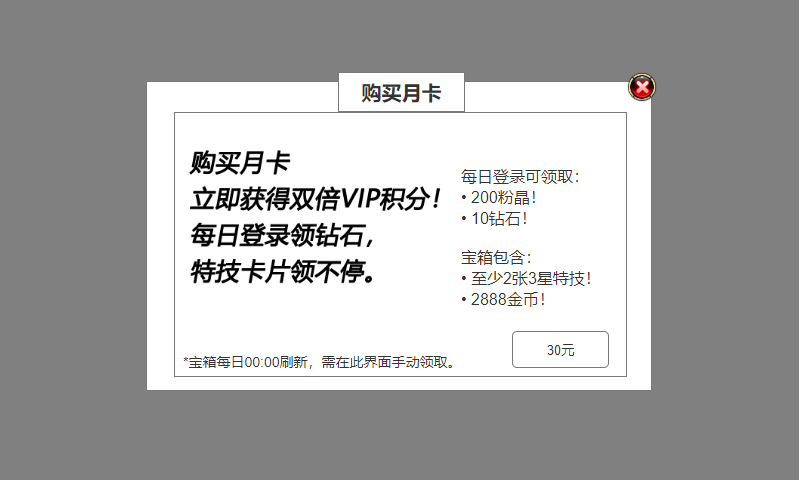 购买月卡
购买月卡
立即获得双倍VIP积分！
每日登录领钻石，
特技卡片领不停。
每日登录可领取：
• 200粉晶！
• 10钻石！
宝箱包含：
• 至少2张3星特技！
• 2888金币！
30元
*宝箱每日00:00刷新，需在此界面手动领取。